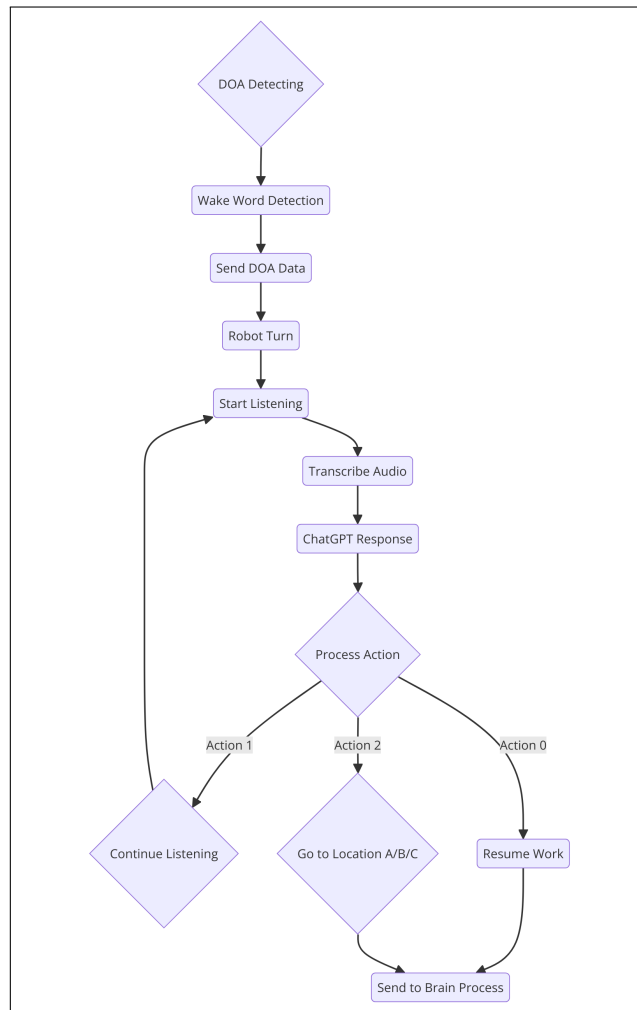 DOA Detecting
Wake Word Detection
Send DOA Data
Robot Turn
Start Listening
Transcribe Audio
ChatGPT Response
Process Action
Action 1
Action 2
Action 0
Continue Listening
Go to Location A/B/C
Resume Work
Send to Brain Process